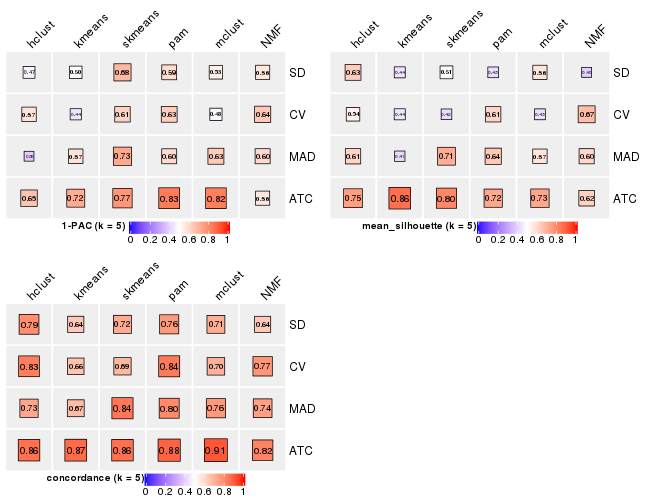 hclust kmeans skmeans pam mclust NMF
0.47 0.50 0.68 0.59 0.53 0.56 SD
0.57 0.44 0.61 0.63 0.48 0.64 CV
0.57 0.73 0.60 0.63 0.60 MAD
0.65 0.72 0.77 0.83 0.82 0.56 ATC
1-PAC (k = 5)
0 0.2 0.4 0.6 0.8 1
hclust kmeans skmeans pam mclust NMF
0.63 0.44 0.51 0.43 0.56 SD
0.54 0.44 0.61 0.43 0.67 CV
0.61 0.71 0.64 0.57 0.60 MAD
0.75 0.86 0.80 0.72 0.73 0.62 ATC
mean_silhouette (k = 5)
0 0.2 0.4 0.6 0.8 1
hclust kmeans skmeans pam mclust NMF
0.79 0.64 0.72 0.76 0.71 0.64 SD
0.83 0.66 0.69 0.84 0.70 0.77 CV
0.73 0.67 0.84 0.80 0.76 0.74 MAD
0.86 0.87 0.86 0.88 0.91 0.82 ATC
concordance (k = 5)
0 0.2 0.4 0.6 0.8 1